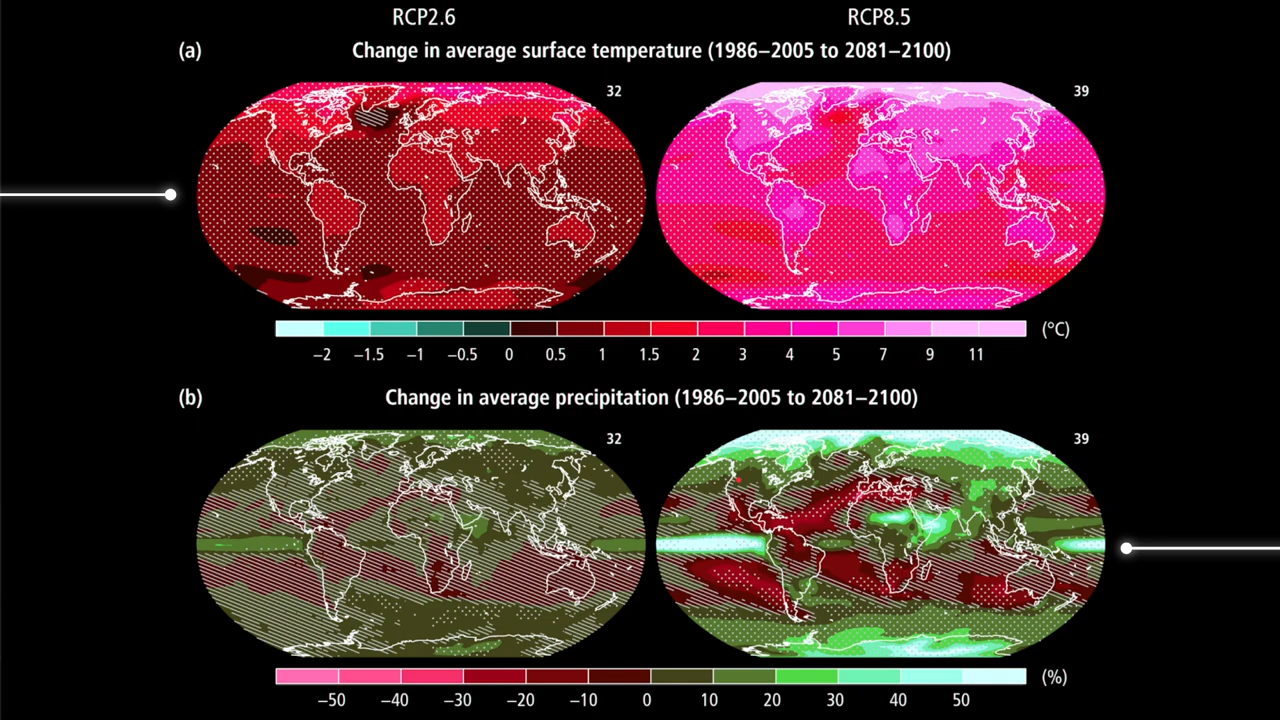 RCP2.6 RCP8.5
(a) Change in average surface temperature (1986–2005 to 2081–2100)
32 39
−2 −1.5 −1 −0.5 0 0.5 1 1.5 2 3 4 5 7 9 11 (°C)
(b) Change in average precipitation (1986–2005 to 2081–2100)
32 39
−50 −40 −30 −20 −10 0 10 20 30 40 50 (%)